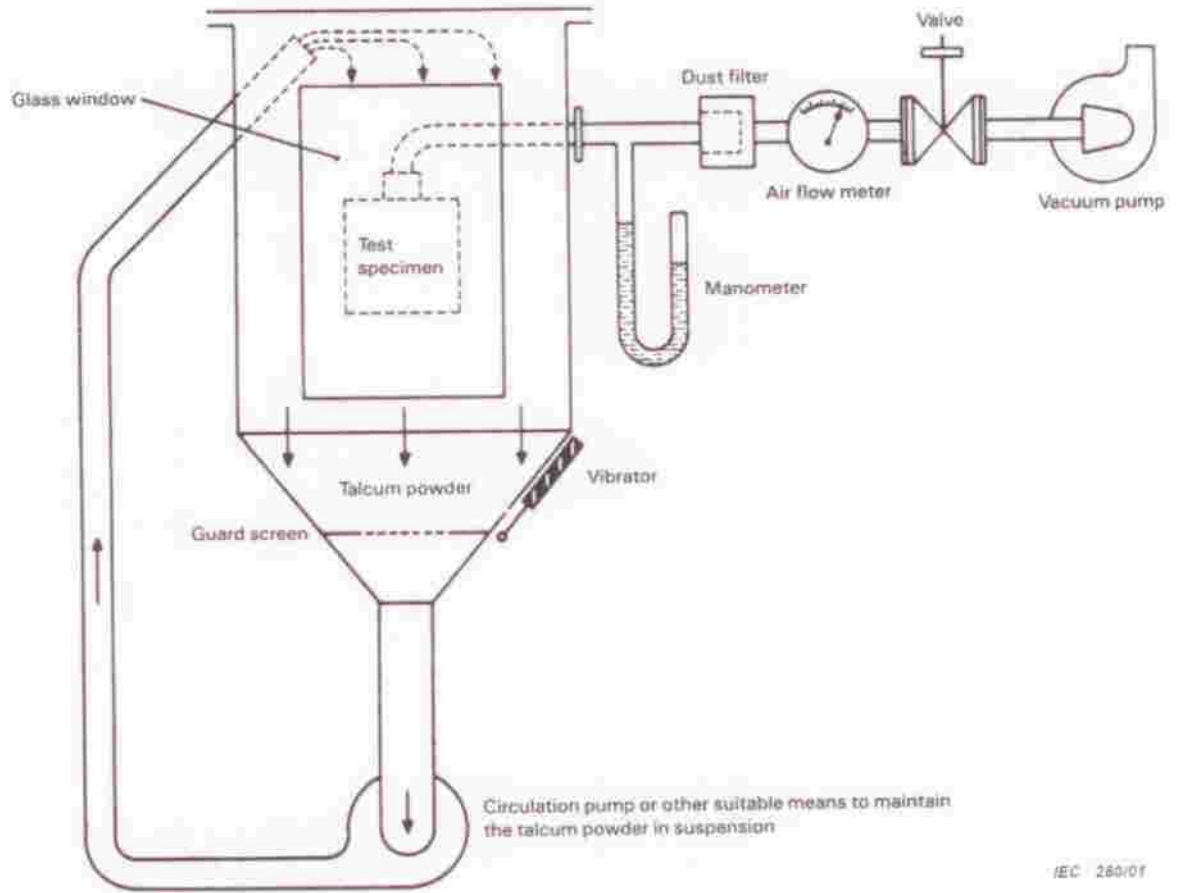 Valve
Dust filter
Glass window
Air flow meter
Vacuum pump
Test
specimen
Manometer
Vibrator
Talcum powder
Guard screen
Circulation pump or other suitable means to maintain
the talcum powder in suspension
IEC 280/01